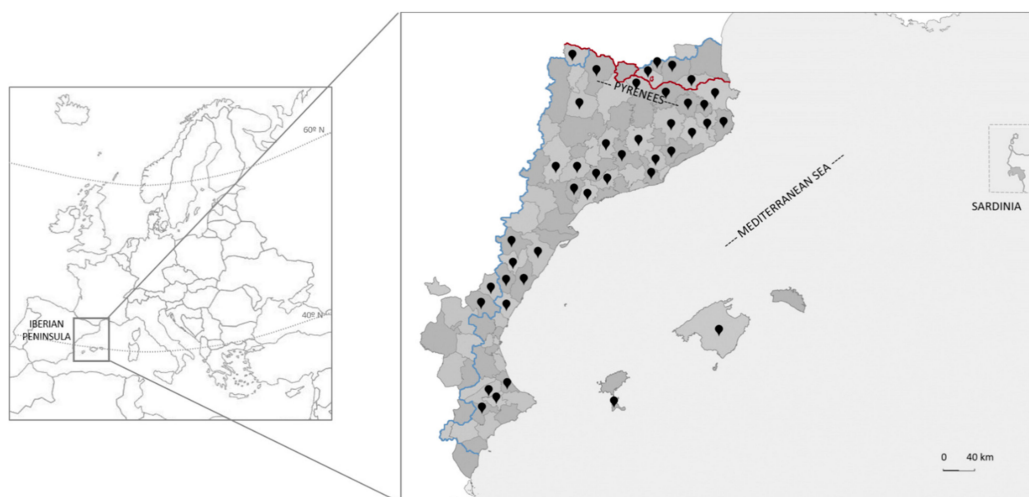 60º N
40º N
IBERIAN
PENINSULA
---- PYRENEES ----
---- MEDITERRANEAN SEA ----
SARDINIA
0 40 km